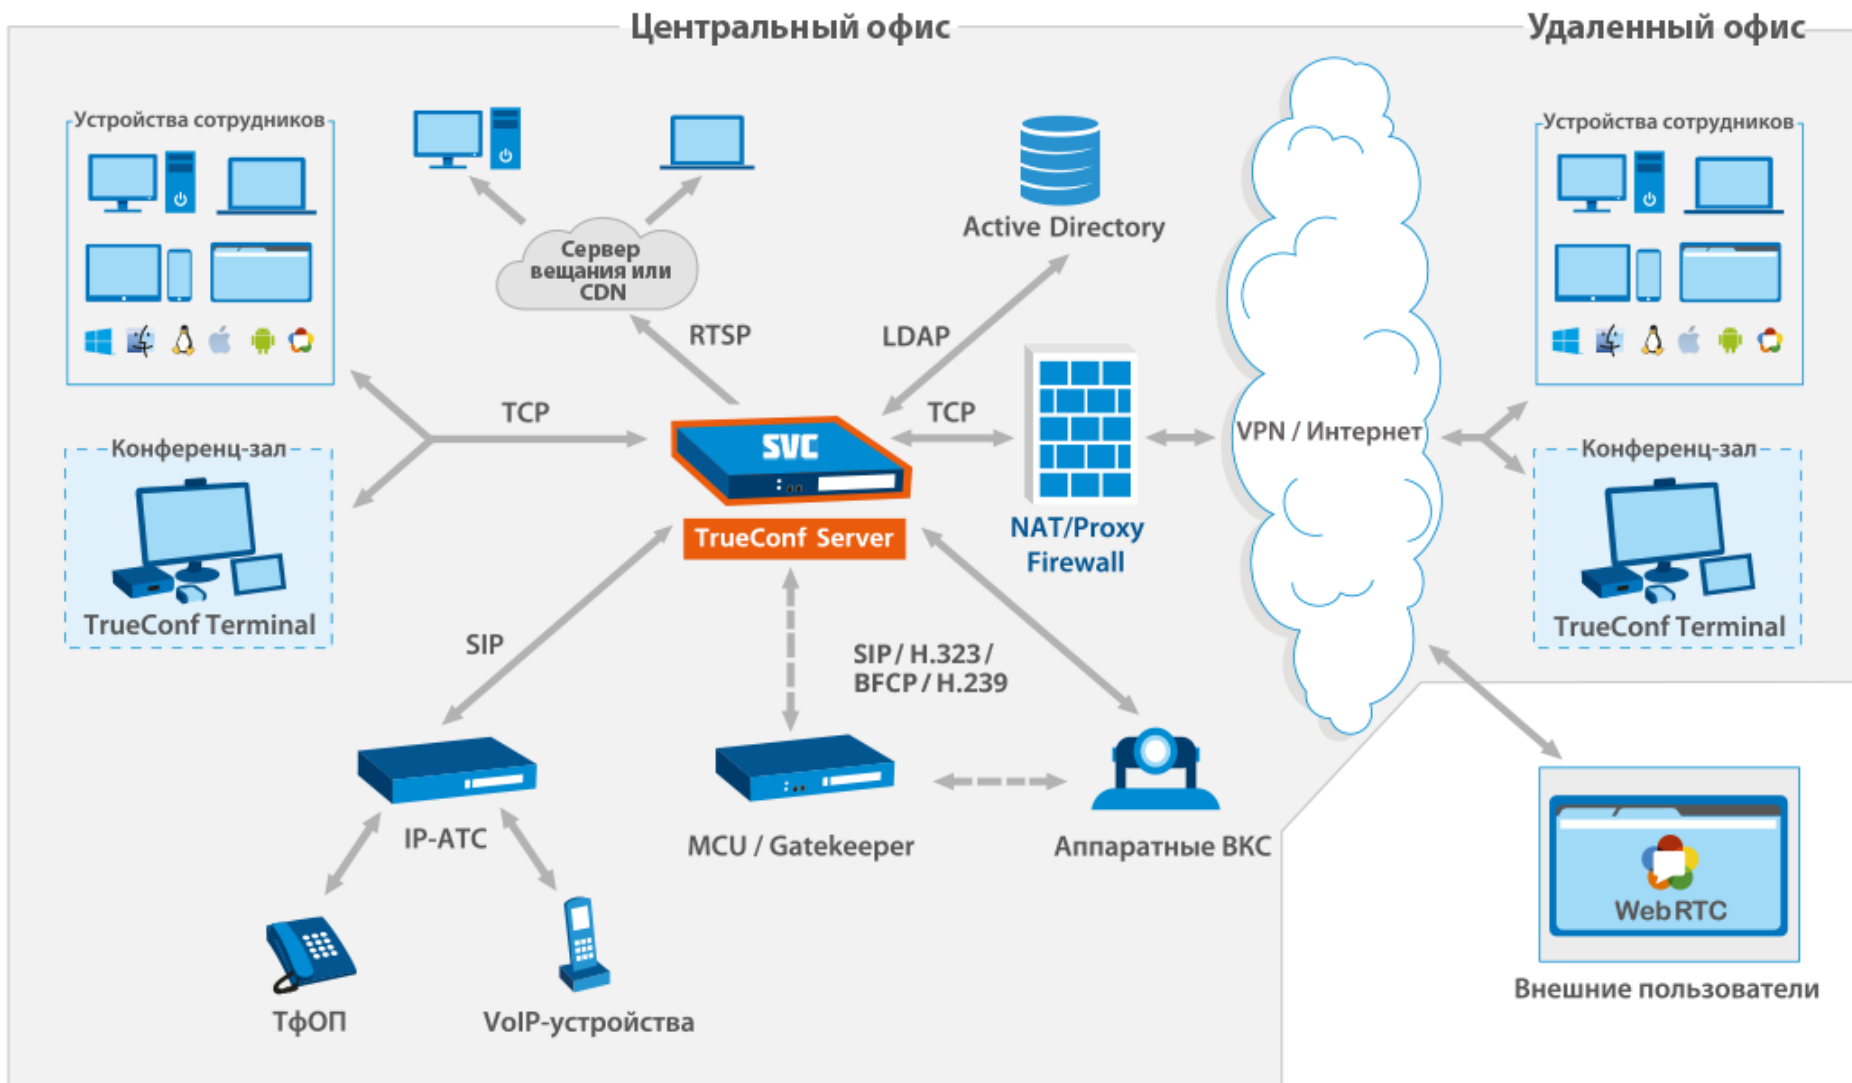 Центральный офис
Удаленный офис
Устройства сотрудников
Устройства сотрудников
Сервер
вещания или
CDN
Active Directory
RTSP
LDAP
TCP
TCP
SVC
VPN / Интернет
Конференц-зал
Конференц-зал
TrueConf Server
NAT/Proxy
Firewall
TrueConf Terminal
TrueConf Terminal
SIP
SIP / H.323 /
BFCP / H.239
IP-АТС
MCU / Gatekeeper
Аппаратные ВКС
WebRTC
Внешние пользователи
ТфОП
VoIP-устройства